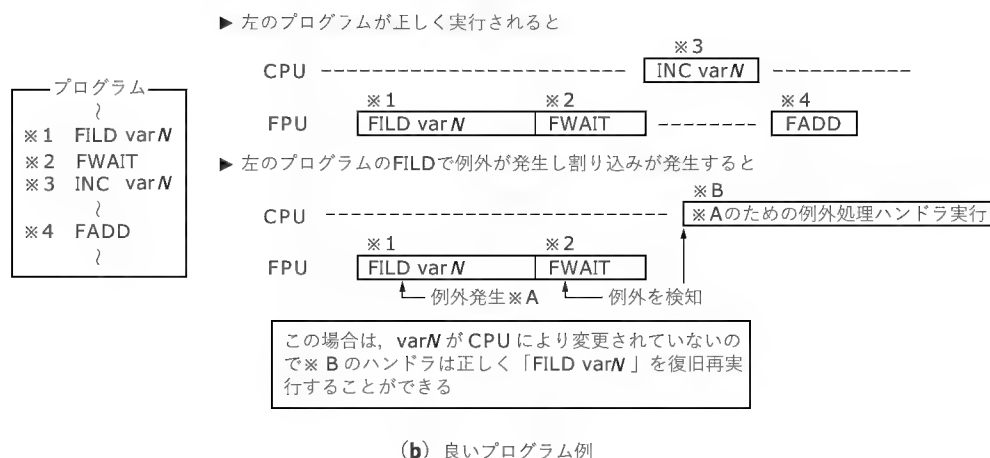 ▶ 左のプログラムが正しく実行されると
※3
CPU INC varN
プログラム
〜
※1 FILD varN
※2 FWAIT
※3 INC varN
〜
※4 FADD
〜
※1 ※2 ※4
FPU FILD varN FWAIT FADD
▶ 左のプログラムのFILDで例外が発生し割り込みが発生すると
※B
CPU ※Aのための例外処理ハンドラ実行
※1 ※2
FPU FILD varN FWAIT
例外発生※A 例外を検知
この場合は，varN が CPU により変更されていないの
で※ B のハンドラは正しく「FILD varN 」を復旧再実
行することができる
(b) 良いプログラム例